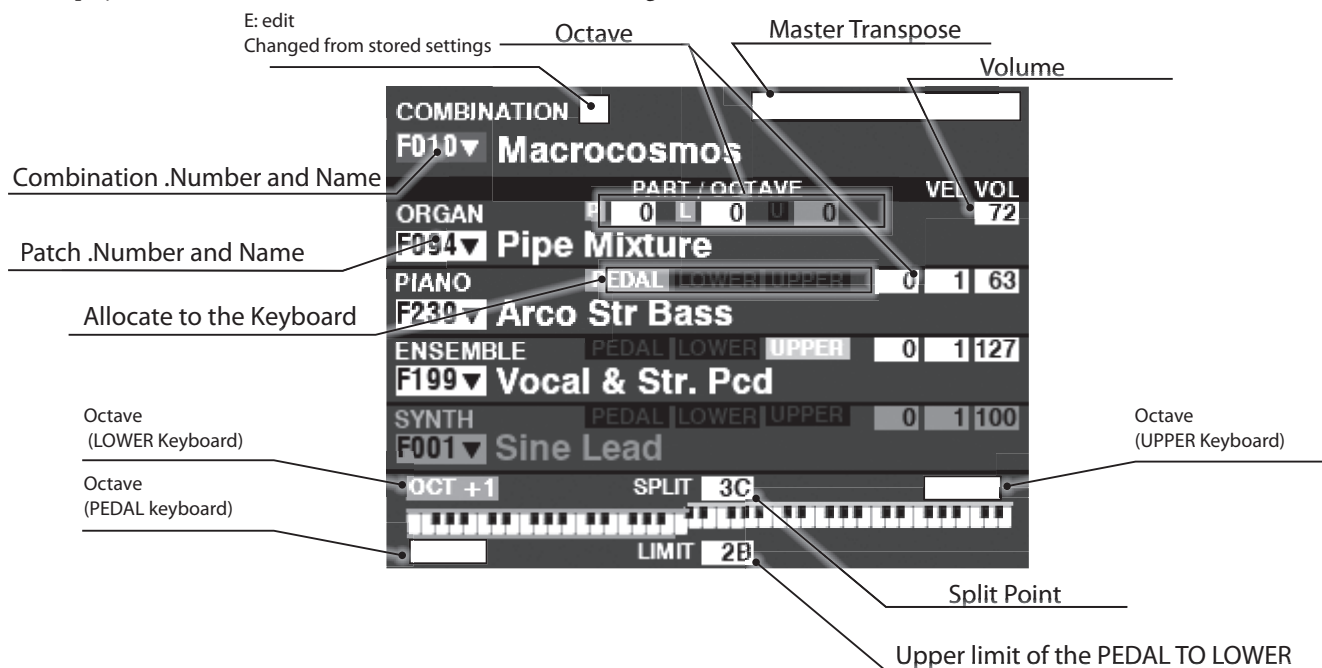 E: edit
Changed from stored settings
Octave
Master Transpose
Volume
COMBINATION
F010▼ Macrocosmos
Combination .Number and Name
PART / OCTAVE VEL VOL
ORGAN P 0 L 0 U 0 72
F094▼ Pipe Mixture
Patch .Number and Name
PIANO PEDAL LOWER UPPER 0 1 63
F230▼ Arco Str Bass
Allocate to the Keyboard
ENSEMBLE PEDAL LOWER UPPER 0 1 127
F199▼ Vocal & Str. Pcd
SYNTH PEDAL LOWER UPPER 0 1 100
F001▼ Sine Lead
Octave
(LOWER Keyboard)
Octave
(UPPER Keyboard)
OCT +1 SPLIT 3C
Octave
(PEDAL keyboard)
LIMIT 2B
Split Point
Upper limit of the PEDAL TO LOWER